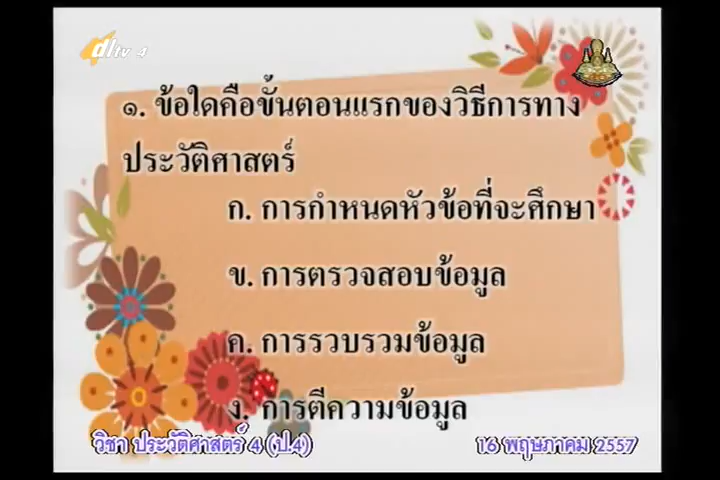 dltv 4
๑. ข้อใดคือขั้นตอนแรกของวิธีการทาง
ประวัติศาสตร์
ก. การกำหนดหัวข้อที่จะศึกษา
ข. การตรวจสอบข้อมูล
ค. การรวบรวมข้อมูล
ง. การตีความข้อมูล
วิชา ประวัติศาสตร์ 4 (ป.4)
16 พฤษภาคม 2557